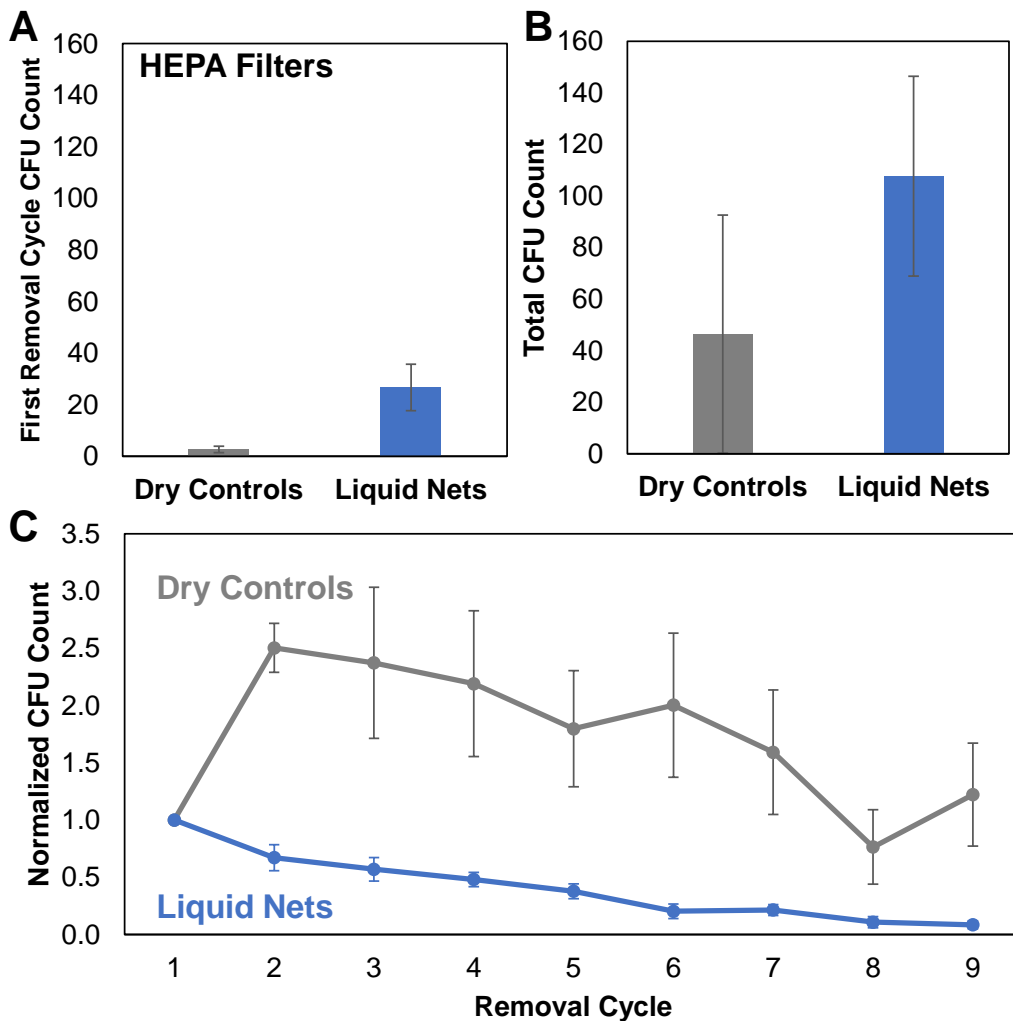 A
First Removal Cycle CFU Count
160
140
120
100
80
60
40
20
0
HEPA Filters
Dry Controls
Liquid Nets
B
Total CFU Count
160
140
120
100
80
60
40
20
0
Dry Controls
Liquid Nets
C
Normalized CFU Count
3.5
3.0
2.5
2.0
1.5
1.0
0.5
0.0
Dry Controls
Liquid Nets
1 2 3 4 5 6 7 8 9
Removal Cycle